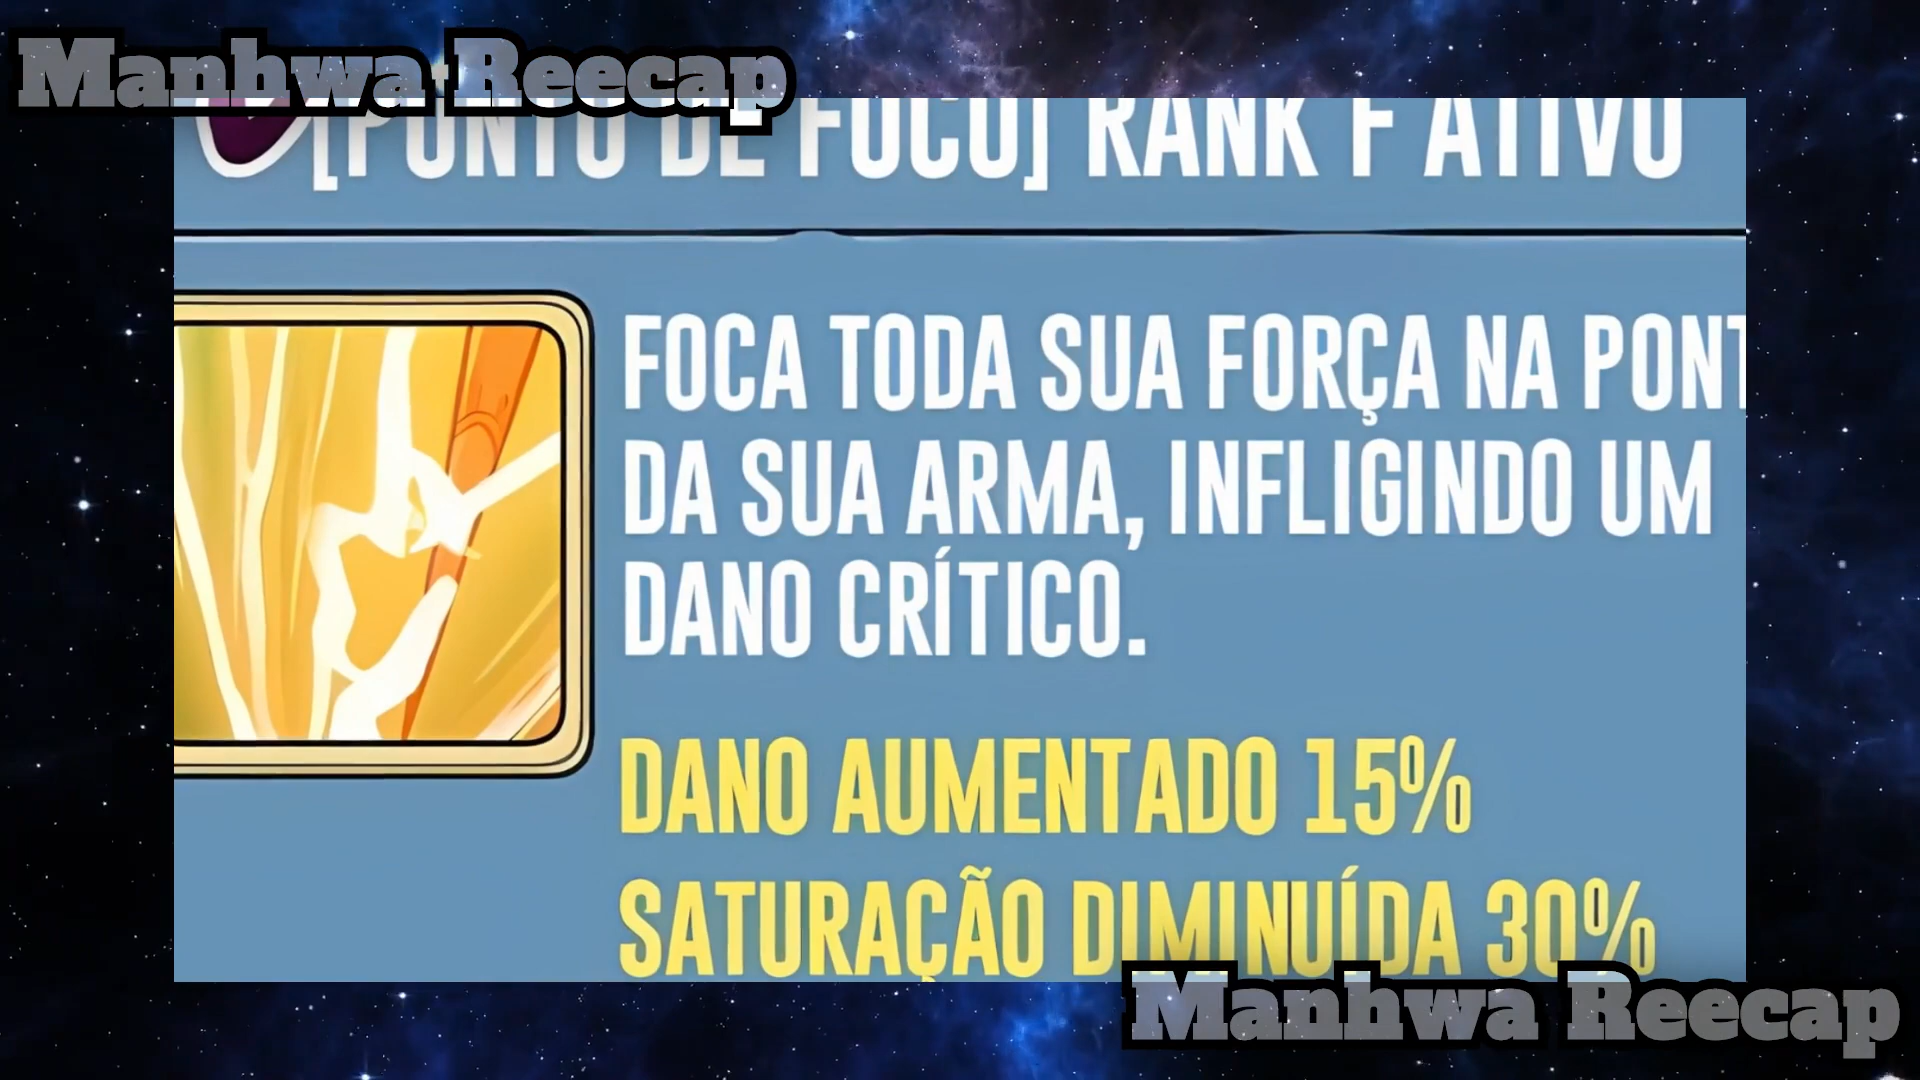 Manhwa Reecap
[PONTO DE FOCO] RANK F ATIVO
FOCA TODA SUA FORÇA NA PONT
DA SUA ARMA, INFLIGINDO UM
DANO CRÍTICO.
DANO AUMENTADO 15%
SATURAÇÃO DIMINUÍDA 30%
Manhwa Reecap